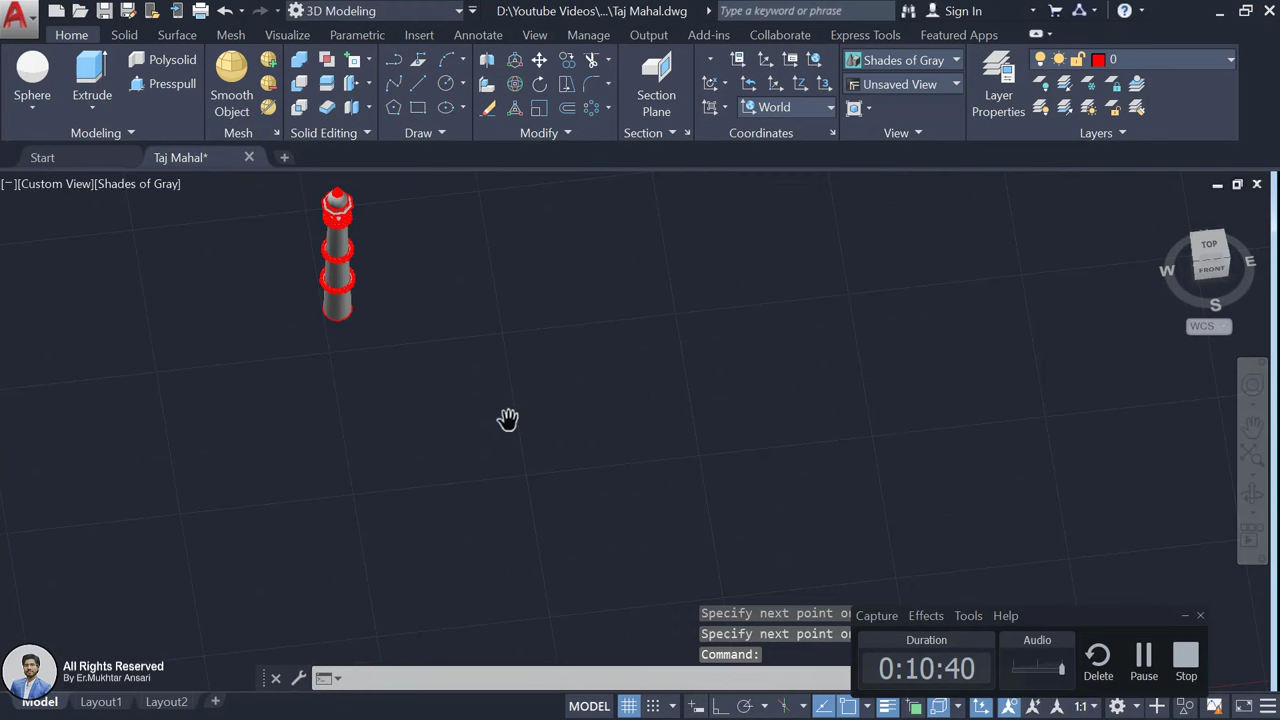 A 3D Modeling D:\Youtube Videos\...\Taj Mahal.dwg Type a keyword or phrase Sign In
Home Solid Surface Mesh Visualize Parametric Insert Annotate View Manage Output Add-ins Collaborate Express Tools Featured Apps
Sphere Extrude Polysolid Presspull Smooth Object Section Plane World Shades of Gray Unsaved View Layer Properties 0
Modeling Mesh Solid Editing Draw Modify Section Coordinates View Layers
Start Taj Mahal*
[−][Custom View][Shades of Gray]
TOP
W E
FRONT
S
WCS
Specify next point o
Specify next point o
Command:
Capture Effects Tools Help
Duration Audio
0:10:40
Delete Pause Stop
All Rights Reserved
By Er.Mukhtar Ansari
Model Layout1 Layout2 MODEL 1:1